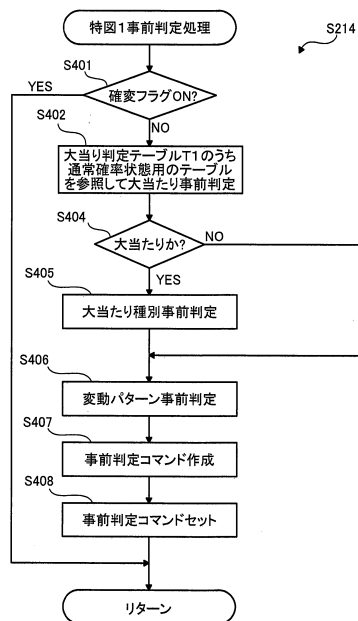 特図1事前判定処理
S214
S401
YES
確変フラグON?
S402
NO
大当り判定テーブルT1のうち
通常確率状態用のテーブル
を参照して大当たり事前判定
S404
大当たりか?
NO
S405
YES
大当たり種別事前判定
S406
変動パターン事前判定
S407
事前判定コマンド作成
S408
事前判定コマンドセット
リターン